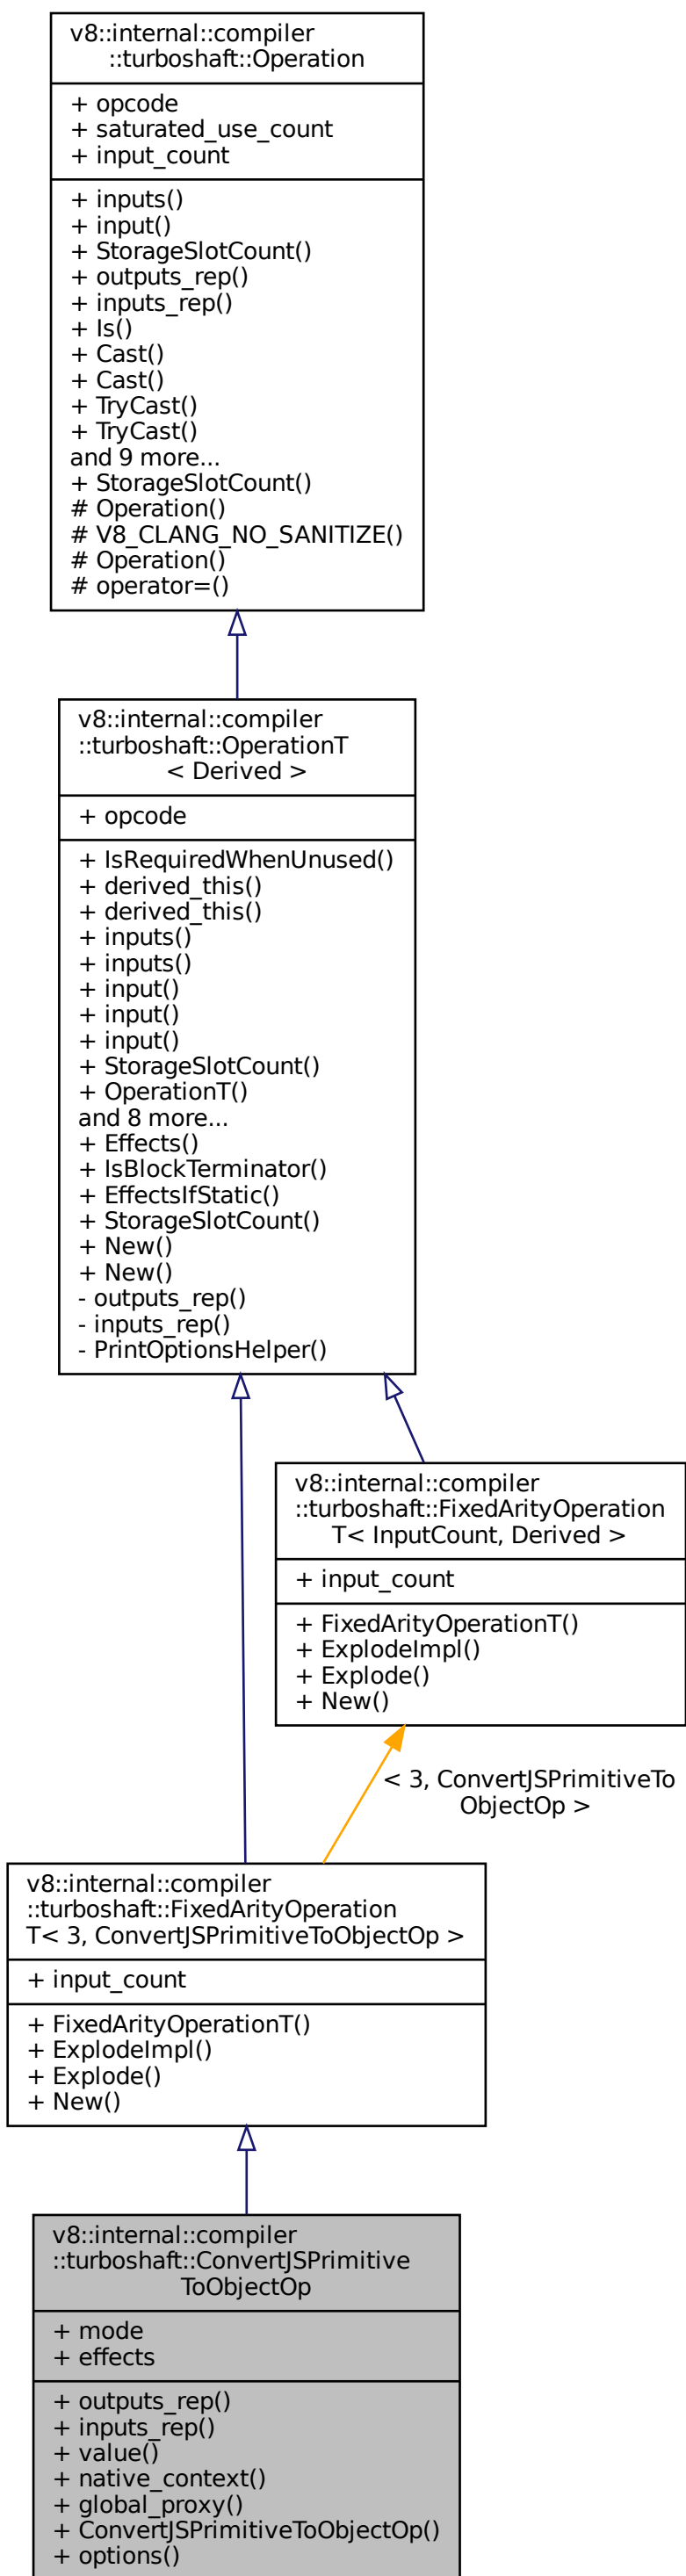 v8::internal::compiler
::turboshaft::Operation
+ opcode
+ saturated_use_count
+ input_count
+ inputs()
+ input()
+ StorageSlotCount()
+ outputs_rep()
+ inputs_rep()
+ Is()
+ Cast()
+ Cast()
+ TryCast()
+ TryCast()
and 9 more...
+ StorageSlotCount()
# Operation()
# V8_CLANG_NO_SANITIZE()
# Operation()
# operator=()
v8::internal::compiler
::turboshaft::OperationT
< Derived >
+ opcode
+ IsRequiredWhenUnused()
+ derived_this()
+ derived_this()
+ inputs()
+ inputs()
+ input()
+ input()
+ input()
+ StorageSlotCount()
+ OperationT()
and 8 more...
+ Effects()
+ IsBlockTerminator()
+ EffectsIfStatic()
+ StorageSlotCount()
+ New()
+ New()
- outputs_rep()
- inputs_rep()
- PrintOptionsHelper()
v8::internal::compiler
::turboshaft::FixedArityOperation
T< InputCount, Derived >
+ input_count
+ FixedArityOperationT()
+ ExplodeImpl()
+ Explode()
+ New()
< 3, ConvertJSPrimitiveTo
ObjectOp >
v8::internal::compiler
::turboshaft::FixedArityOperation
T< 3, ConvertJSPrimitiveToObjectOp >
+ input_count
+ FixedArityOperationT()
+ ExplodeImpl()
+ Explode()
+ New()
v8::internal::compiler
::turboshaft::ConvertJSPrimitive
ToObjectOp
+ mode
+ effects
+ outputs_rep()
+ inputs_rep()
+ value()
+ native_context()
+ global_proxy()
+ ConvertJSPrimitiveToObjectOp()
+ options()